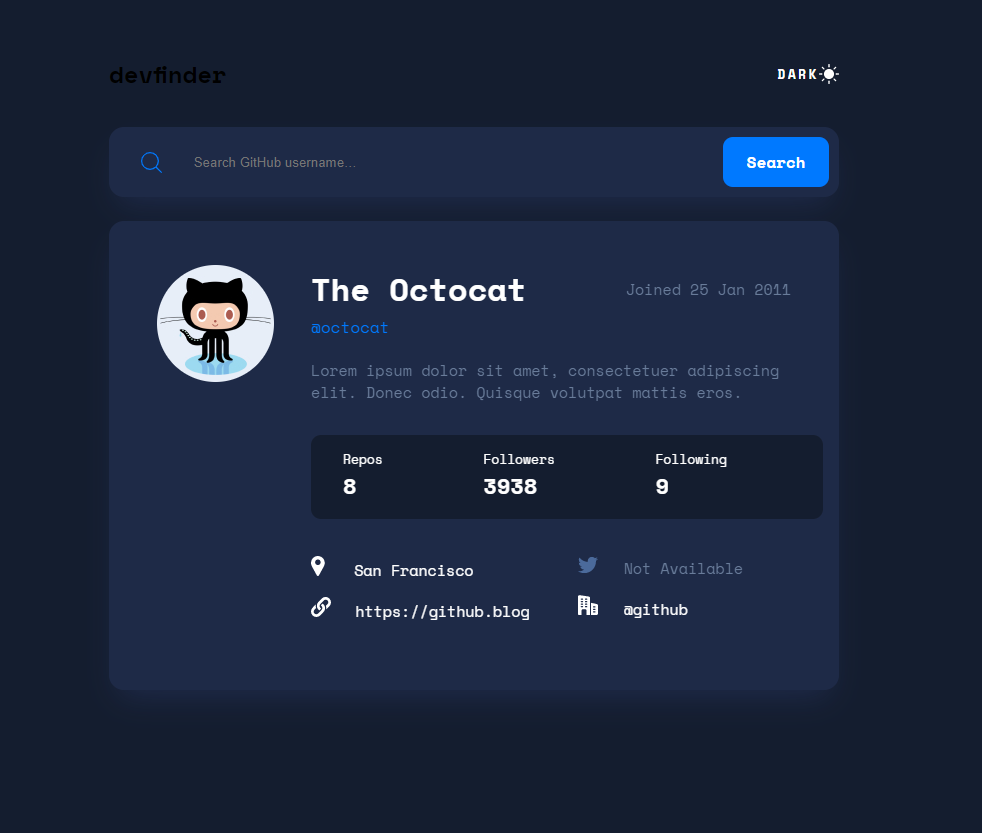 devfinder
DARK
Search GitHub username...
Search
The Octocat
Joined 25 Jan 2011
@octocat
Lorem ipsum dolor sit amet, consectetuer adipiscing
elit. Donec odio. Quisque volutpat mattis eros.
Repos
Followers
Following
8
3938
9
San Francisco
Not Available
https://github.blog
@github